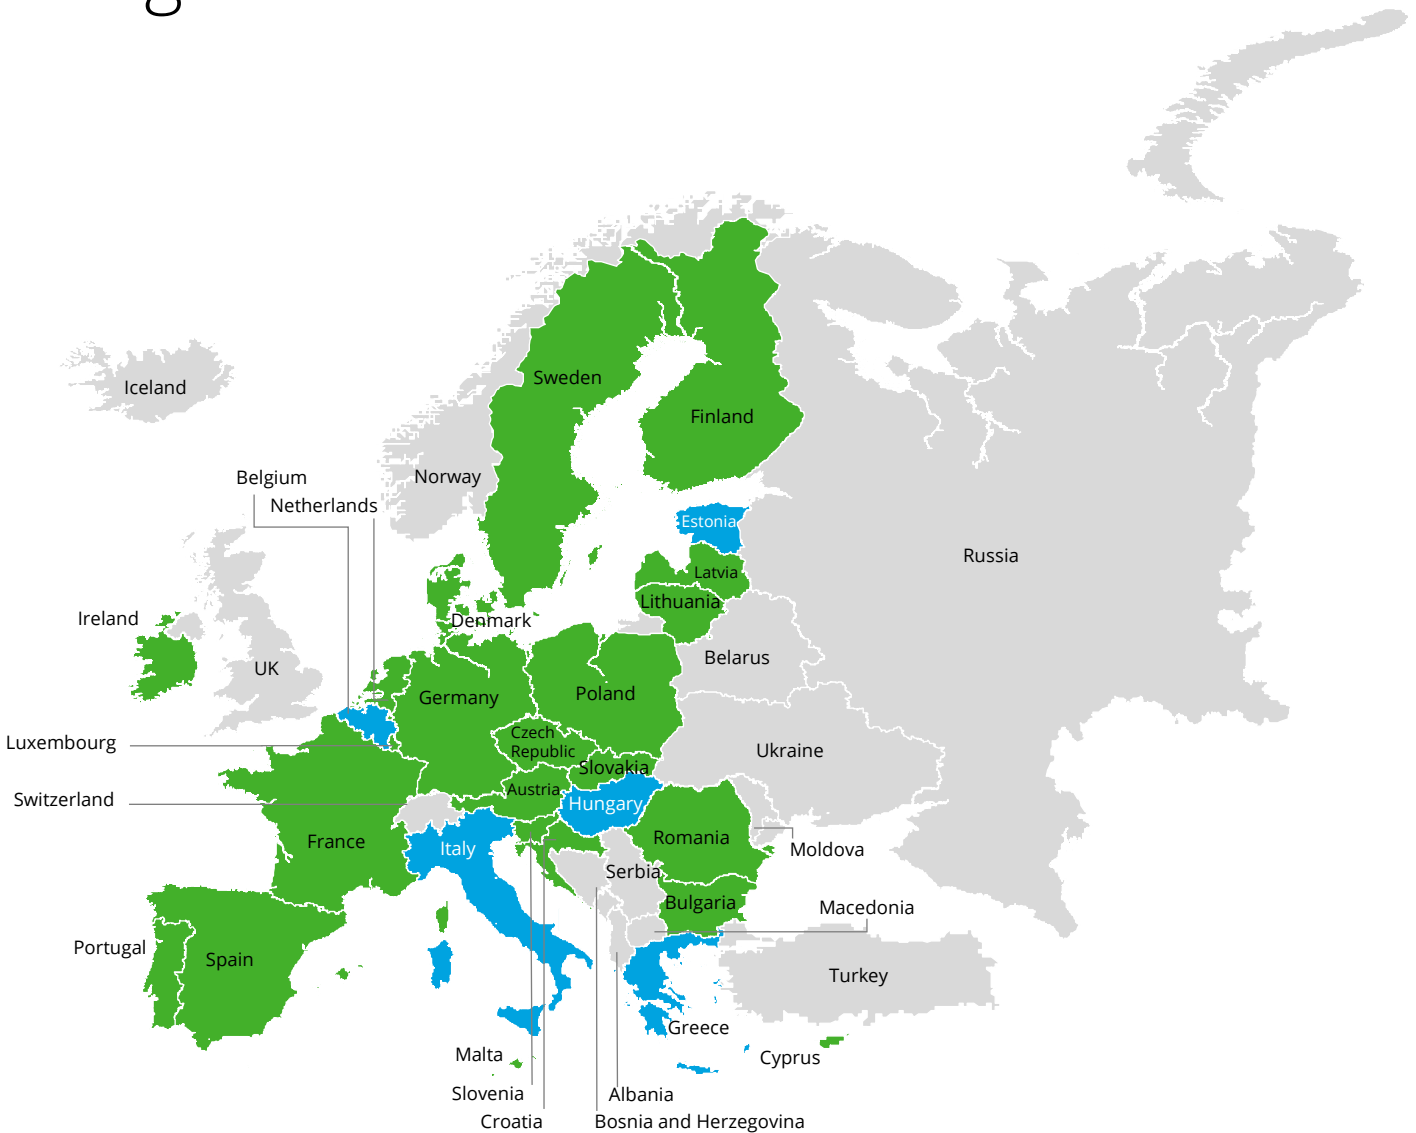 Iceland
Sweden
Finland
Norway
Belgium
Netherlands
Estonia
Russia
Latvia
Lithuania
Ireland
Denmark
Belarus
UK
Germany
Poland
Luxembourg
Czech
Republic
Ukraine
Slovakia
Switzerland
Austria
Hungary
France
Italy
Romania
Moldova
Serbia
Bulgaria
Macedonia
Portugal
Spain
Turkey
Greece
Malta
Cyprus
Slovenia
Albania
Croatia
Bosnia and Herzegovina